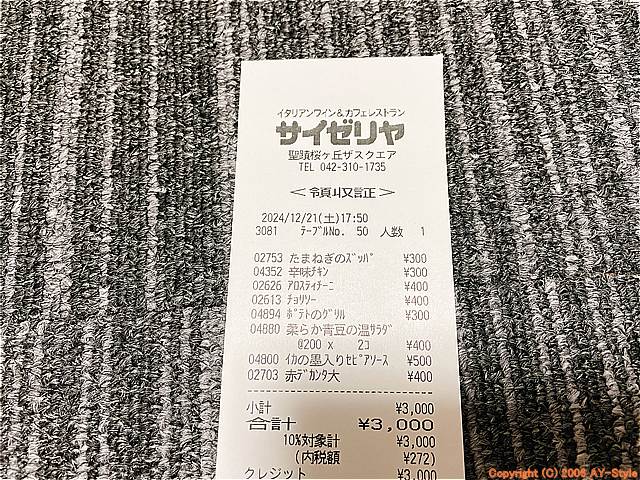 イタリアンワイン&カフェレストラン
サイゼリヤ
聖蹟桜ヶ丘ザスクエア
TEL 042-310-1735
<領収証>
2024/12/21(土)17:50
3081 ﾃｰﾌﾞﾙNo. 50 人数 1
02753 たまねぎのｽﾞｯﾊﾟ ¥300
04352 辛味ﾁｷﾝ ¥300
02626 ｱﾛｽﾃｨﾁｰﾆ ¥400
02613 ﾁｮﾘｿｰ ¥400
04894 ﾎﾟﾃﾄのｸﾞﾘﾙ ¥300
04880 柔らか青豆の温ｻﾗﾀﾞ
@200 x 2コ ¥400
04800 ｲｶの墨入りｾﾋﾟｱｿｰｽ ¥500
02703 赤ﾃﾞｶﾝﾀ大 ¥400
小計 ¥3,000
合計 ¥3,000
10%対象計 ¥3,000
(内税額 ¥272)
クレジット ¥3,000
Copyright (C) 2006 AY-Style